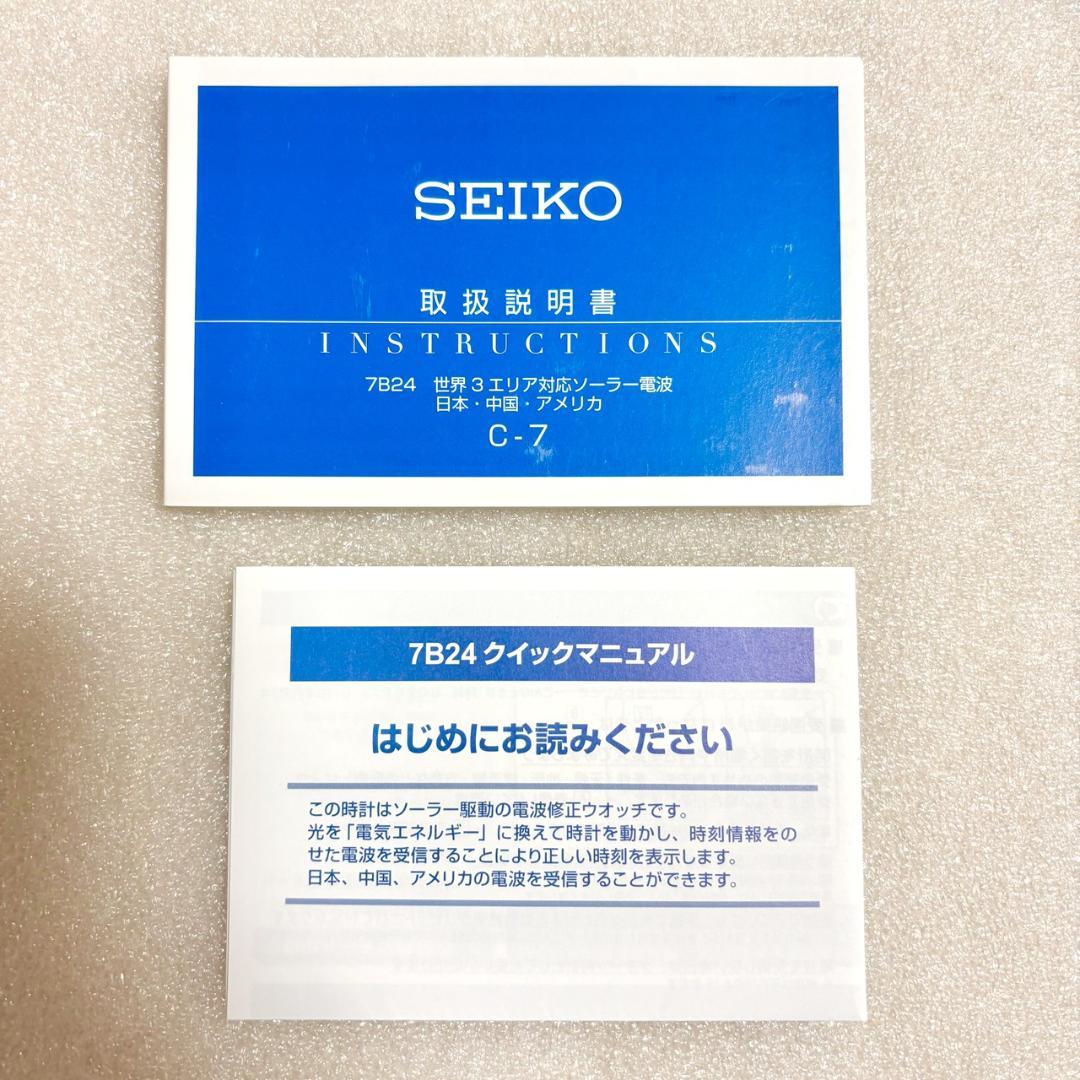 SEIKO
取扱説明書
INSTRUCTIONS
7B24 世界3エリア対応ソーラー電波
日本・中国・アメリカ
C-7
7B24クイックマニュアル
はじめにお読みください
この時計はソーラー駆動の電波修正ウオッチです。
光を「電気エネルギー」に換えて時計を動かし、時刻情報をの
せた電波を受信することにより正しい時刻を表示します。
日本、中国、アメリカの電波を受信することができます。